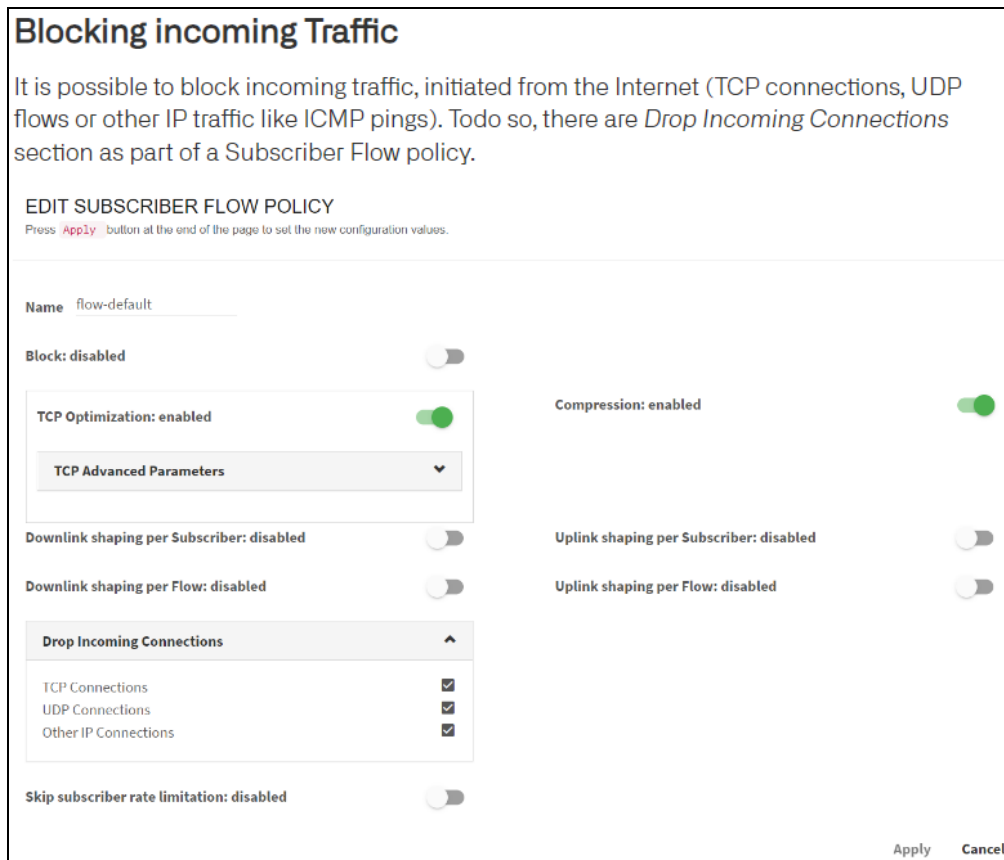 Blocking incoming Traffic
It is possible to block incoming traffic, initiated from the Internet (TCP connections, UDP
flows or other IP traffic like ICMP pings). Todo so, there are Drop Incoming Connections
section as part of a Subscriber Flow policy.
EDIT SUBSCRIBER FLOW POLICY
Press Apply button at the end of the page to set the new configuration values.
Name flow-default
Block: disabled
TCP Optimization: enabled
Compression: enabled
TCP Advanced Parameters
Downlink shaping per Subscriber: disabled
Uplink shaping per Subscriber: disabled
Downlink shaping per Flow: disabled
Uplink shaping per Flow: disabled
Drop Incoming Connections
TCP Connections
UDP Connections
Other IP Connections
Skip subscriber rate limitation: disabled
Apply Cancel